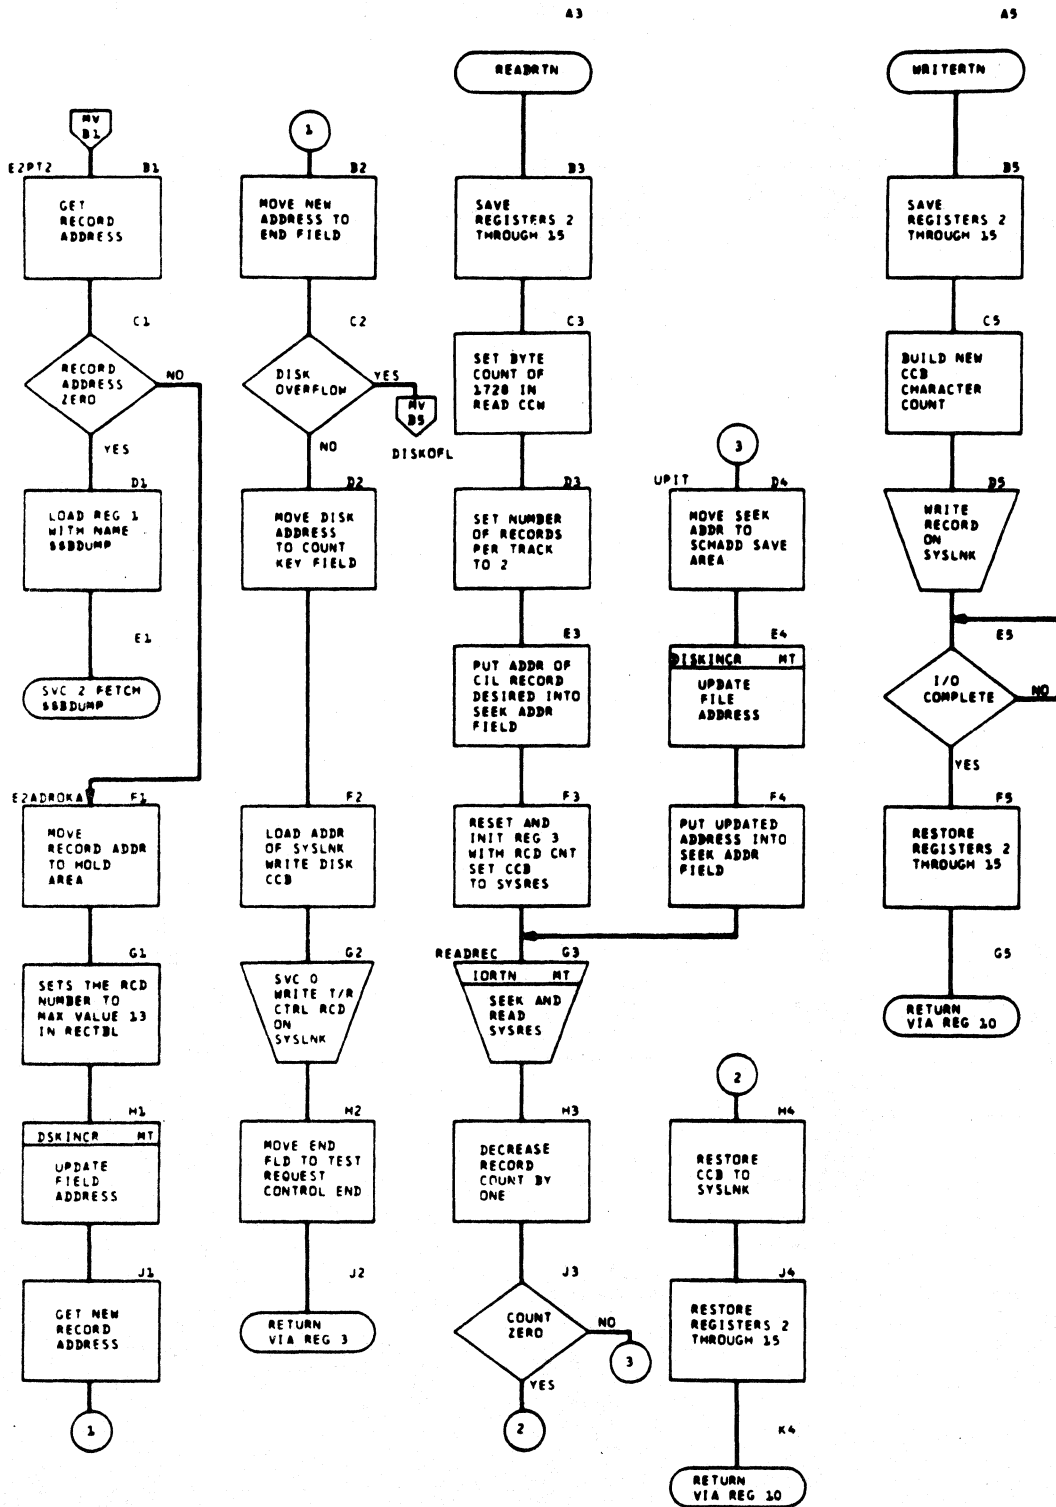 A3
READRTN
B3
SAVE
REGISTERS 2
THROUGH 15
C3
SET BYTE
COUNT OF
1728 IN
READ CCW
D3
SET NUMBER
OF RECORDS
PER TRACK
TO 2
E3
PUT ADDR OF
CIL RECORD
DESIRED INTO
SEEK ADDR
FIELD
F3
RESET AND
INIT REG 3
WITH RCD CNT
SET CCB
TO SYSRES
READREC
G3
IORTN MT
SEEK AND
READ
SYSRES
H3
DECREASE
RECORD
COUNT BY
ONE
J3
COUNT
ZERO
NO
3
YES
2
MV
B1
E2PT2
B1
GET
RECORD
ADDRESS
C1
RECORD
ADDRESS
ZERO
NO
YES
D1
LOAD REG 1
WITH NAME
$$BDUMP
E1
SVC 2 FETCH
$$BDUMP
E2ADROKA
F1
MOVE
RECORD ADDR
TO HOLD
AREA
G1
SETS THE RCD
NUMBER TO
MAX VALUE 13
IN RECTBL
H1
DSKINCR MT
UPDATE
FIELD
ADDRESS
J1
GET NEW
RECORD
ADDRESS
1
1
B2
MOVE NEW
ADDRESS TO
END FIELD
C2
DISK
OVERFLOW
YES
MV
B5
DISKOFL
NO
D2
MOVE DISK
ADDRESS
TO COUNT
KEY FIELD
F2
LOAD ADDR
OF SYSLNK
WRITE DISK
CCB
G2
SVC 0
WRITE T/R
CTRL RCD
ON
SYSLNK
H2
MOVE END
FLD TO TEST
REQUEST
CONTROL END
J2
RETURN
VIA REG 3
3
UPIT
D4
MOVE SEEK
ADDR TO
SCHADD SAVE
AREA
E4
DISKINCR MT
UPDATE
FILE
ADDRESS
F4
PUT UPDATED
ADDRESS INTO
SEEK ADDR
FIELD
2
H4
RESTORE
CCB TO
SYSLNK
J4
RESTORE
REGISTERS 2
THROUGH 15
K4
RETURN
VIA REG 10
A5
WRITERTN
B5
SAVE
REGISTERS 2
THROUGH 15
C5
BUILD NEW
CCB
CHARACTER
COUNT
D5
WRITE
RECORD
ON
SYSLNK
E5
I/O
COMPLETE
NO
YES
F5
RESTORE
REGISTERS 2
THROUGH 15
G5
RETURN
VIA REG 10